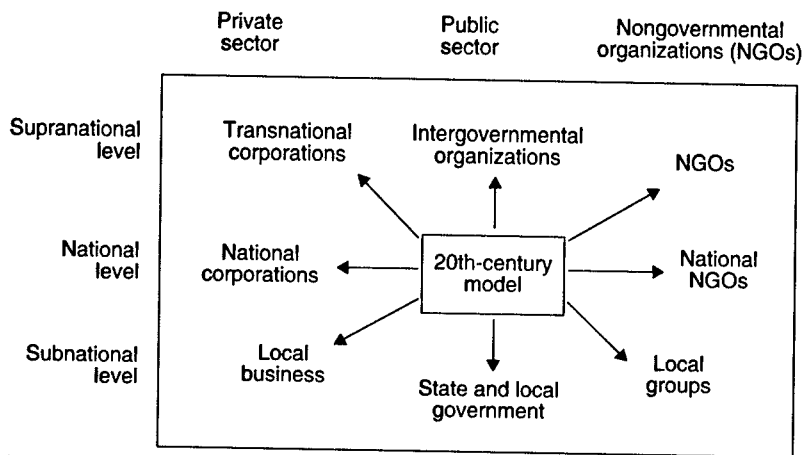 Private
sector
Public
sector
Nongovernmental
organizations (NGOs)
Supranational
level
Transnational
corporations
Intergovernmental
organizations
NGOs
National
level
National
corporations
20th-century
model
National
NGOs
Subnational
level
Local
business
State and local
government
Local
groups